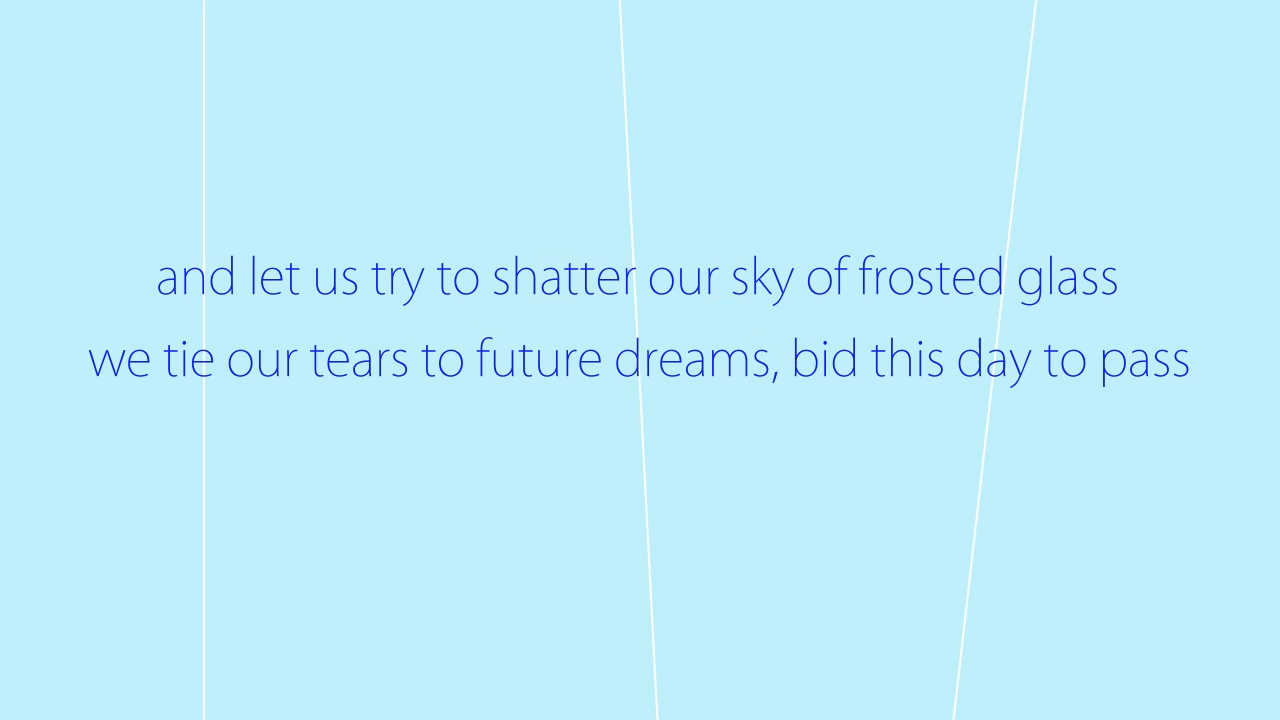 and let us try to shatter our sky of frosted glass
we tie our tears to future dreams, bid this day to pass